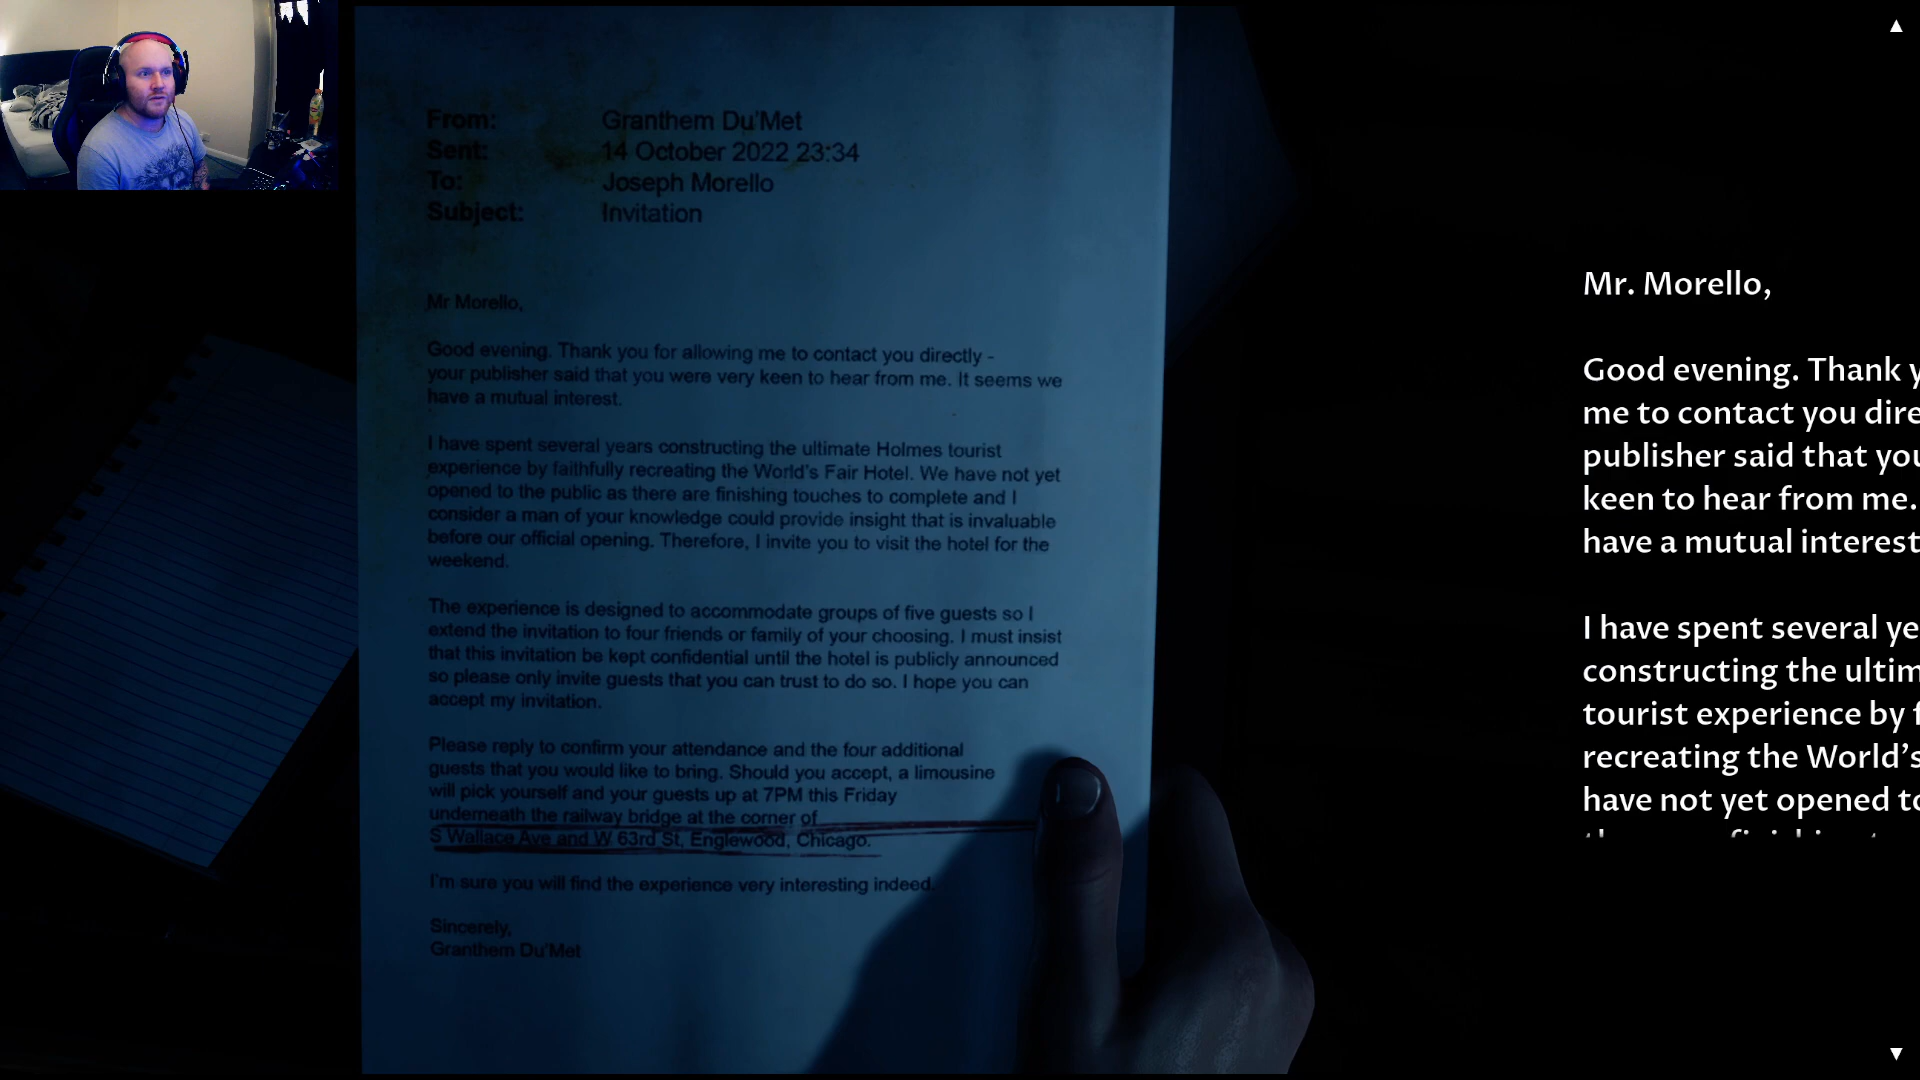 From: Granthem Du'Met
Sent: 14 October 2022 23:34
To: Joseph Morello
Subject: Invitation
Mr Morello,
Good evening. Thank you for allowing me to contact you directly -
your publisher said that you were very keen to hear from me. It seems we
have a mutual interest.
I have spent several years constructing the ultimate Holmes tourist
experience by faithfully recreating the World's Fair Hotel. We have not yet
opened to the public as there are finishing touches to complete and I
consider a man of your knowledge could provide insight that is invaluable
before our official opening. Therefore, I invite you to visit the hotel for the
weekend.
The experience is designed to accommodate groups of five guests so I
extend the invitation to four friends or family of your choosing. I must insist
that this invitation be kept confidential until the hotel is publicly announced
so please only invite guests that you can trust to do so. I hope you can
accept my invitation.
Please reply to confirm your attendance and the four additional
guests that you would like to bring. Should you accept, a limousine
will pick yourself and your guests up at 7PM this Friday
underneath the railway bridge at the corner of
S Wallace Ave and W 63rd St, Englewood, Chicago.
I'm sure you will find the experience very interesting indeed.
Sincerely,
Granthem Du'Met
Mr. Morello,
Good evening. Thank y
me to contact you dire
publisher said that you
keen to hear from me.
have a mutual interest
I have spent several ye
constructing the ultim
tourist experience by f
recreating the World's
have not yet opened to